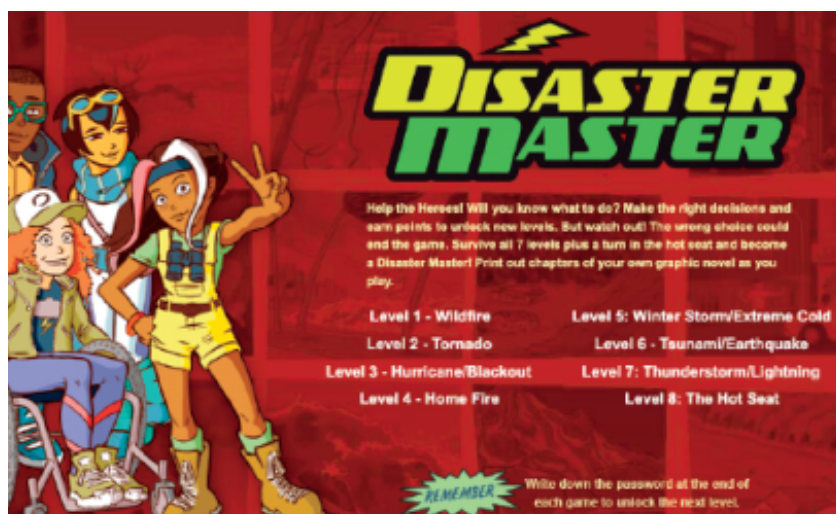 DISASTER
MASTER
Help the Heroes! Will you know what to do? Make the right decisions and
earn points to unlock new levels. But watch out! The wrong choice could
end the game. Survive all 7 levels plus a turn in the hot seat and become
a Disaster Master! Print out chapters of your own graphic novel as you
play.
Level 1 - Wildfire
Level 2 - Tornado
Level 3 - Hurricane/Blackout
Level 4 - Home Fire
Level 5: Winter Storm/Extreme Cold
Level 6 - Tsunami/Earthquake
Level 7: Thunderstorm/Lightning
Level 8: The Hot Seat
REMEMBER
Write down the password at the end of
each game to unlock the next level.